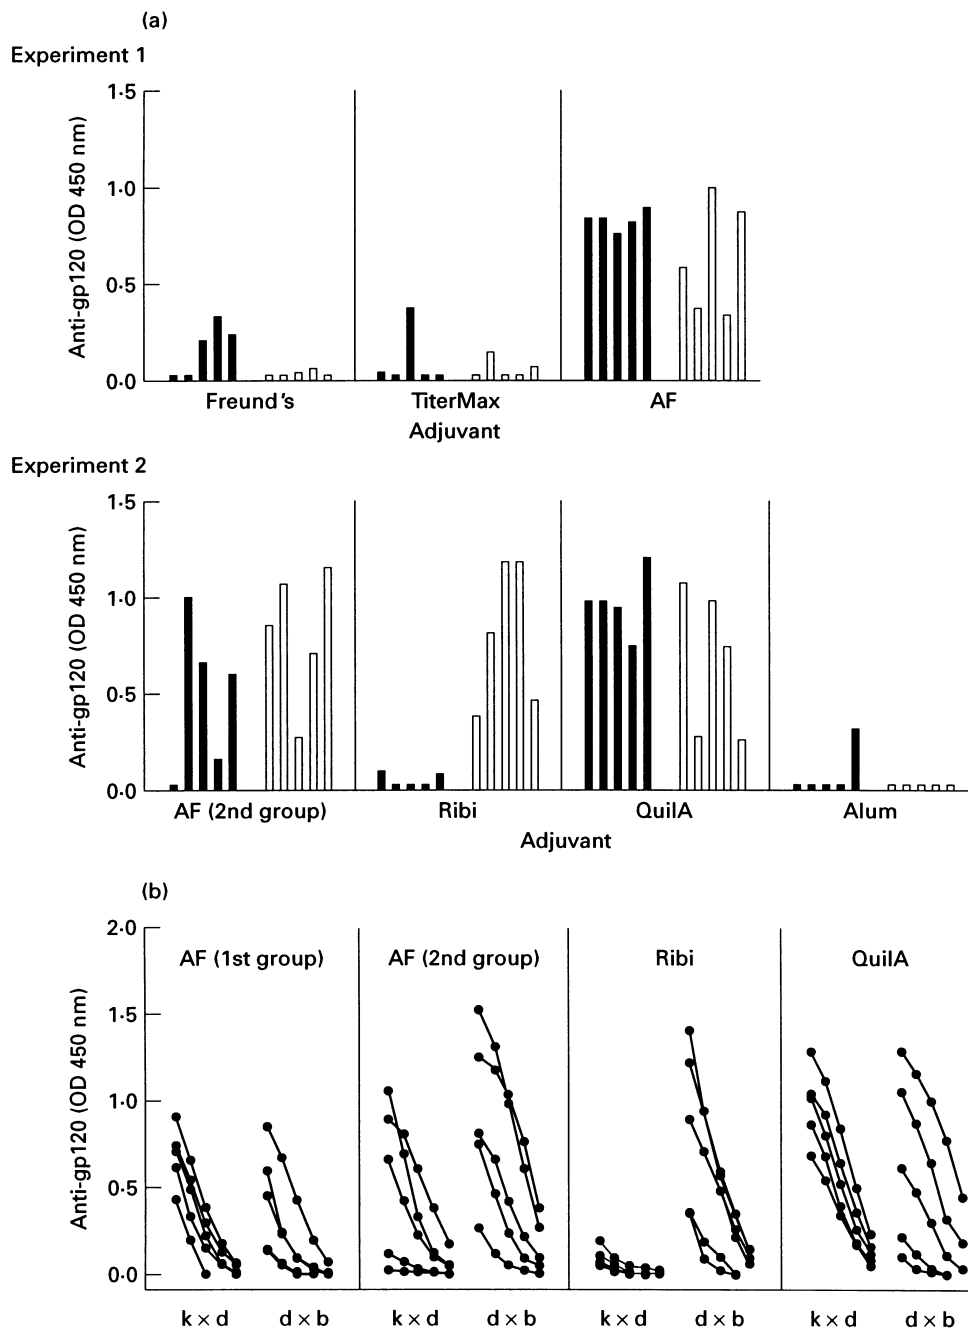 (a)
Experiment 1
Anti-gp120 (OD 450 nm)
1·5
1·0
0·5
0·0
Freund's TiterMax AF
Adjuvant
Experiment 2
Anti-gp120 (OD 450 nm)
1·5
1·0
0·5
0·0
AF (2nd group) Ribi QuilA Alum
Adjuvant
(b)
Anti-gp120 (OD 450 nm)
2·0
1·5
1·0
0·5
0·0
AF (1st group) AF (2nd group) Ribi QuilA
k × d d × b k × d d × b k × d d × b k × d d × b